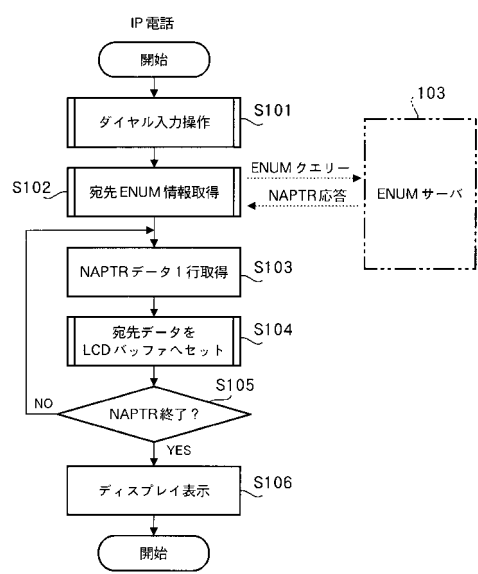 IP電話
開始
ダイヤル入力操作
S101
103
S102
宛先ENUM情報取得
ENUMクエリー
NAPTR応答
ENUMサーバ
NAPTRデータ1行取得
S103
宛先データを
LCDバッファへセット
S104
S105
NAPTR終了?
NO
YES
ディスプレイ表示
S106
開始